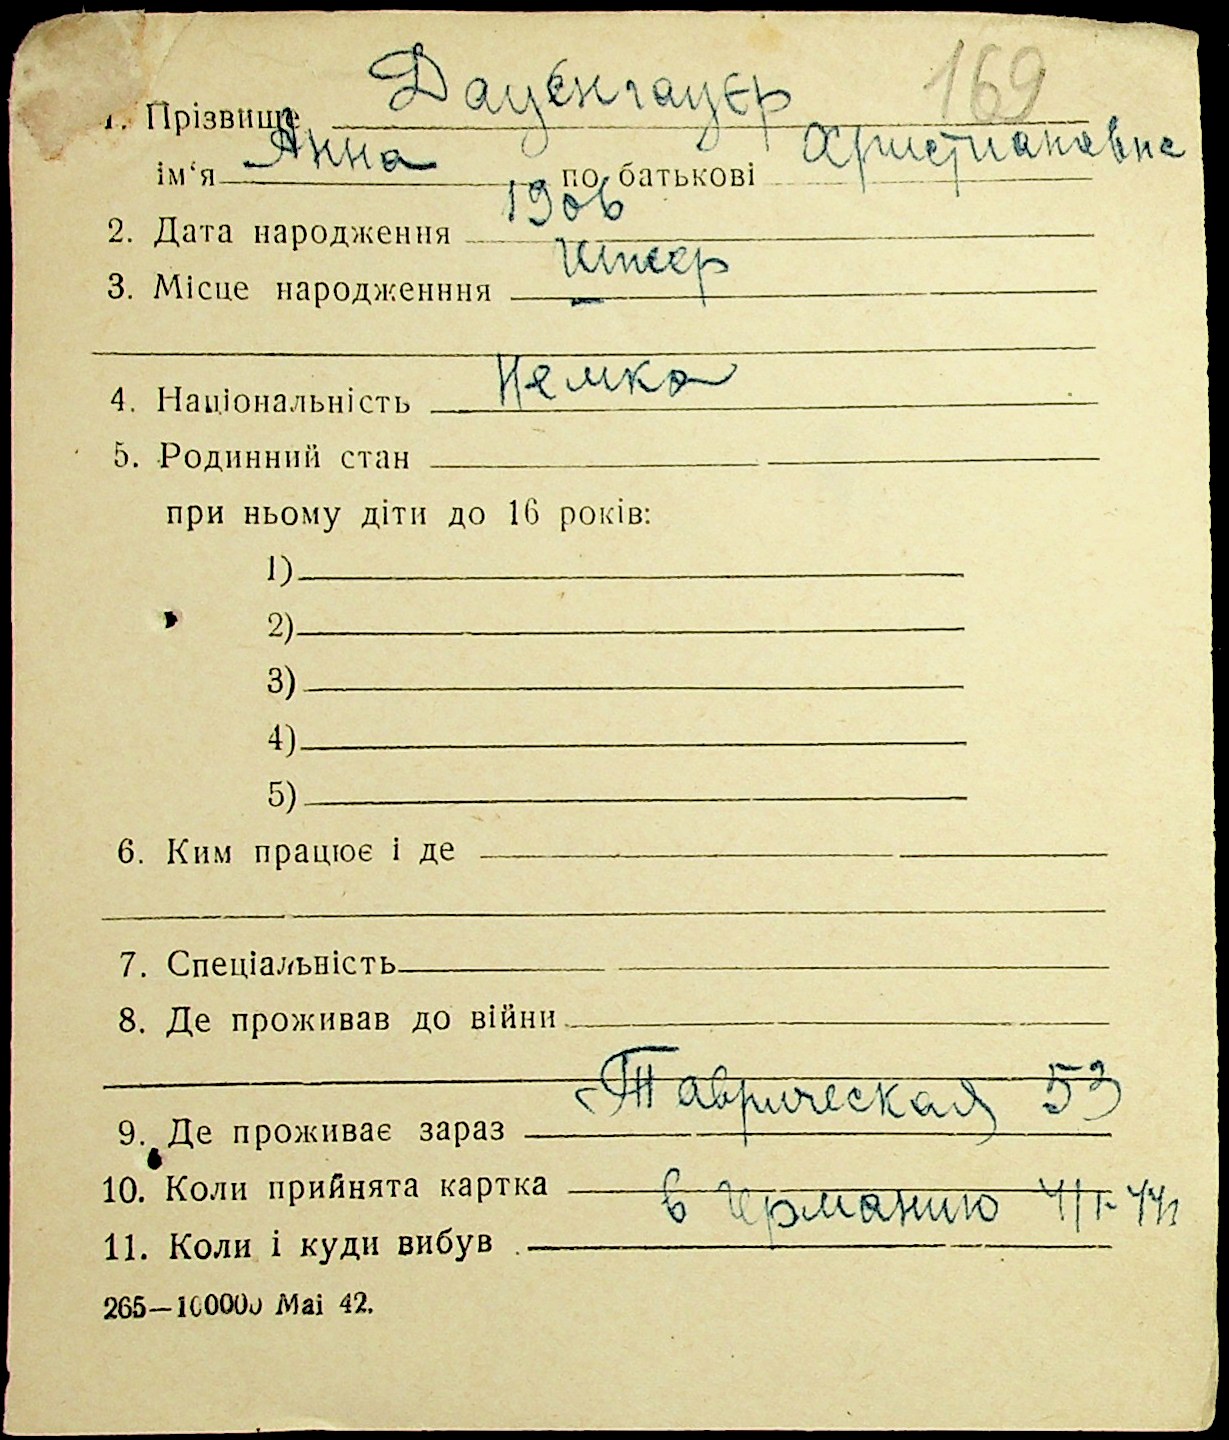 169
1. Прізвище Дауенгауер
ім‘я Анна по батькові Христиановна
2. Дата народження 1906
3. Місце народженння
4. Національність Немка
5. Родинний стан
при ньому діти до 16 років:
1)
2)
3)
4)
5)
6. Ким працює і де
7. Спеціальність
8. Де проживав до війни
9. Де проживає зараз Таврическая 53
10. Коли прийнята картка
11. Коли і куди вибув в Германию
265—100000 Mai 42.